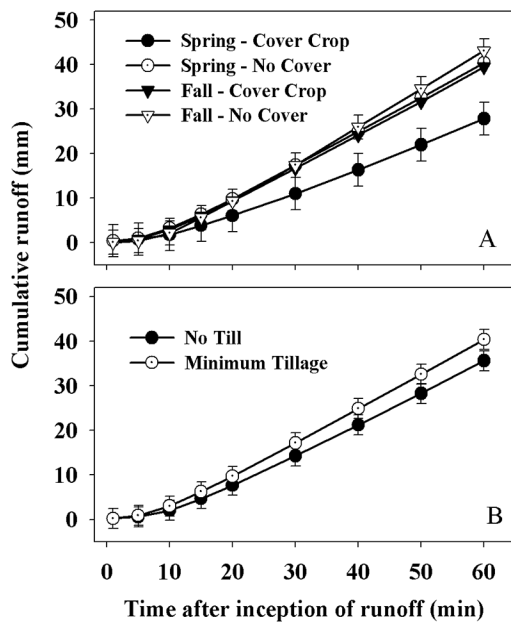 50
40
30
20
10
0
Spring - Cover Crop
Spring - No Cover
Fall - Cover Crop
Fall - No Cover
A
Cumulative runoff (mm)
50
40
30
20
10
0
No Till
Minimum Tillage
B
0 10 20 30 40 50 60
Time after inception of runoff (min)